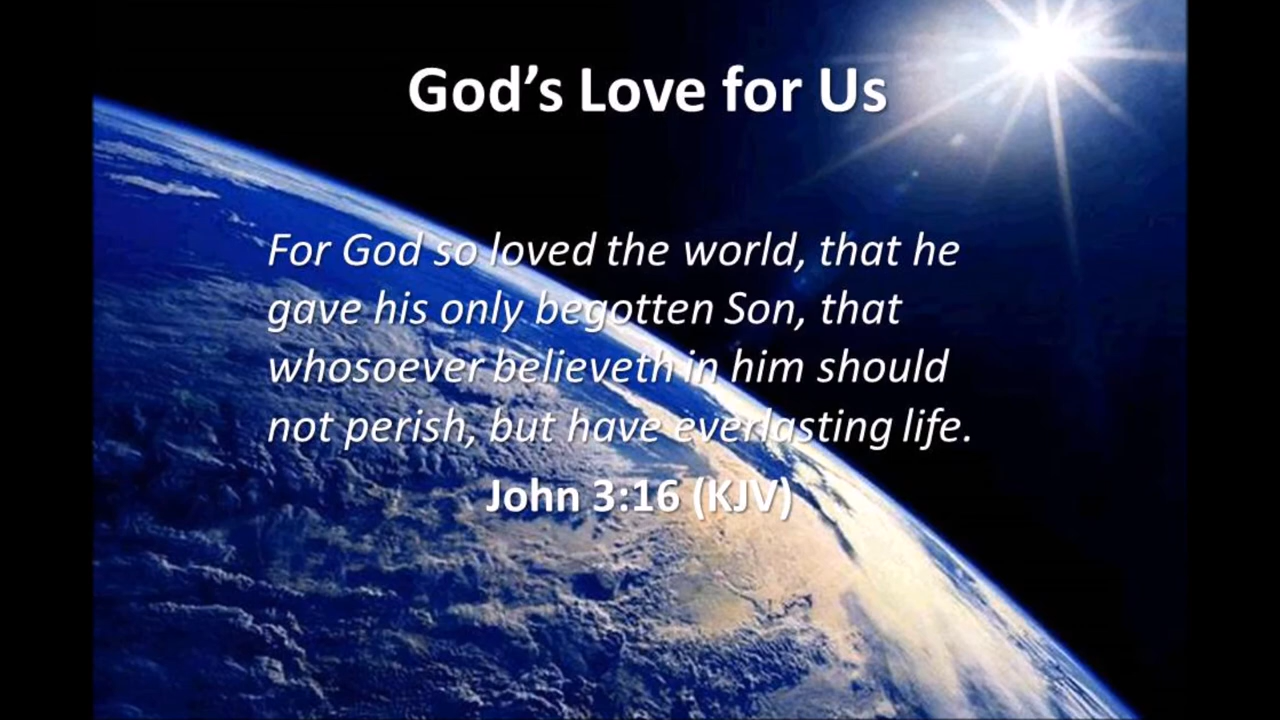 God’s Love for Us
For God so loved the world, that he
gave his only begotten Son, that
whosoever believeth in him should
not perish, but have everlasting life.
John 3:16 (KJV)